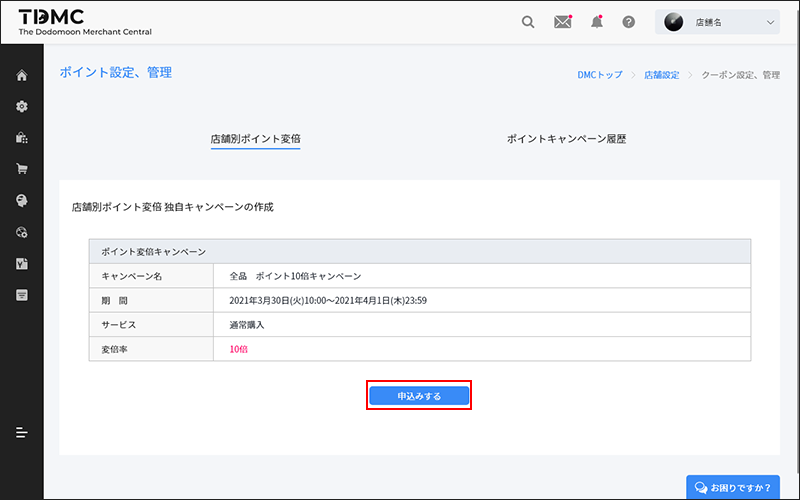 TDMC
The Dodomoon Merchant Central
店舗名
ポイント設定、管理
DMCトップ > 店舗設定 > クーポン設定、管理
店舗別ポイント変倍
ポイントキャンペーン履歴
店舗別ポイント変倍 独自キャンペーンの作成
ポイント変倍キャンペーン
キャンペーン名 全品 ポイント10倍キャンペーン
期 間 2021年3月30日(火)10:00〜2021年4月1日(木)23:59
サービス 通常購入
変倍率 10倍
申込みする
お困りですか？